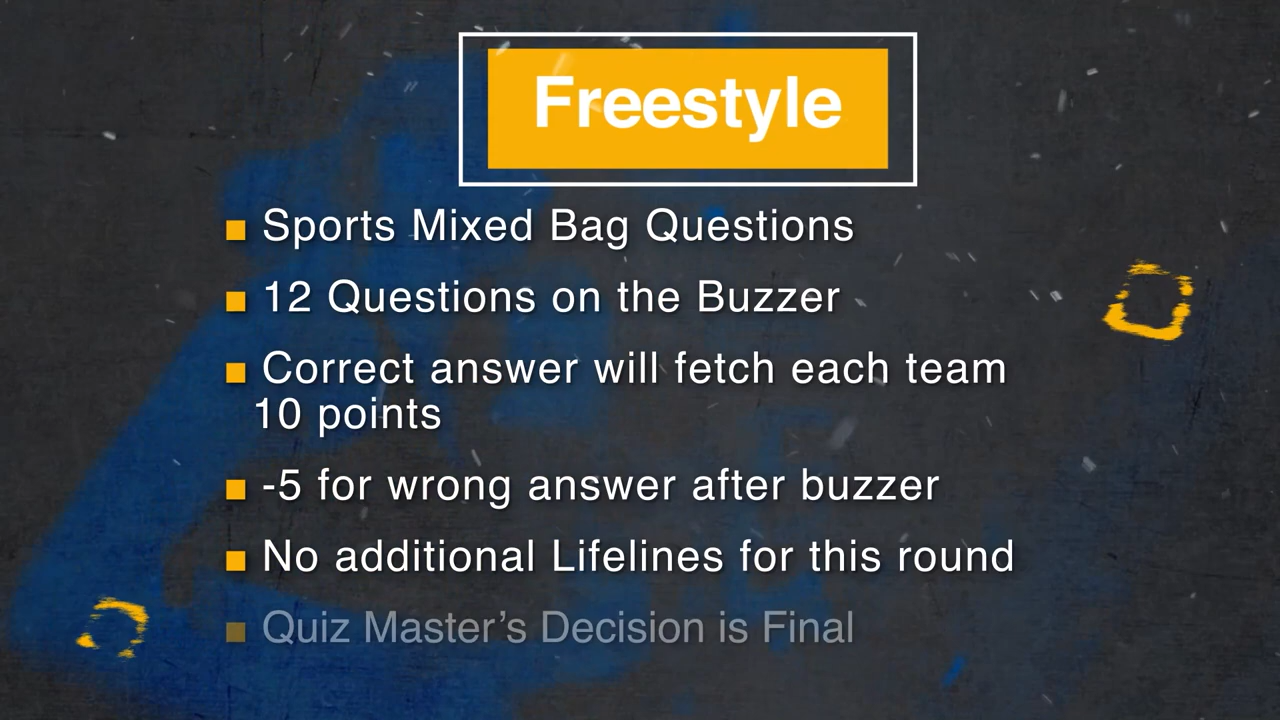 Freestyle
Sports Mixed Bag Questions
12 Questions on the Buzzer
Correct answer will fetch each team
10 points
-5 for wrong answer after buzzer
No additional Lifelines for this round
Quiz Master’s Decision is Final